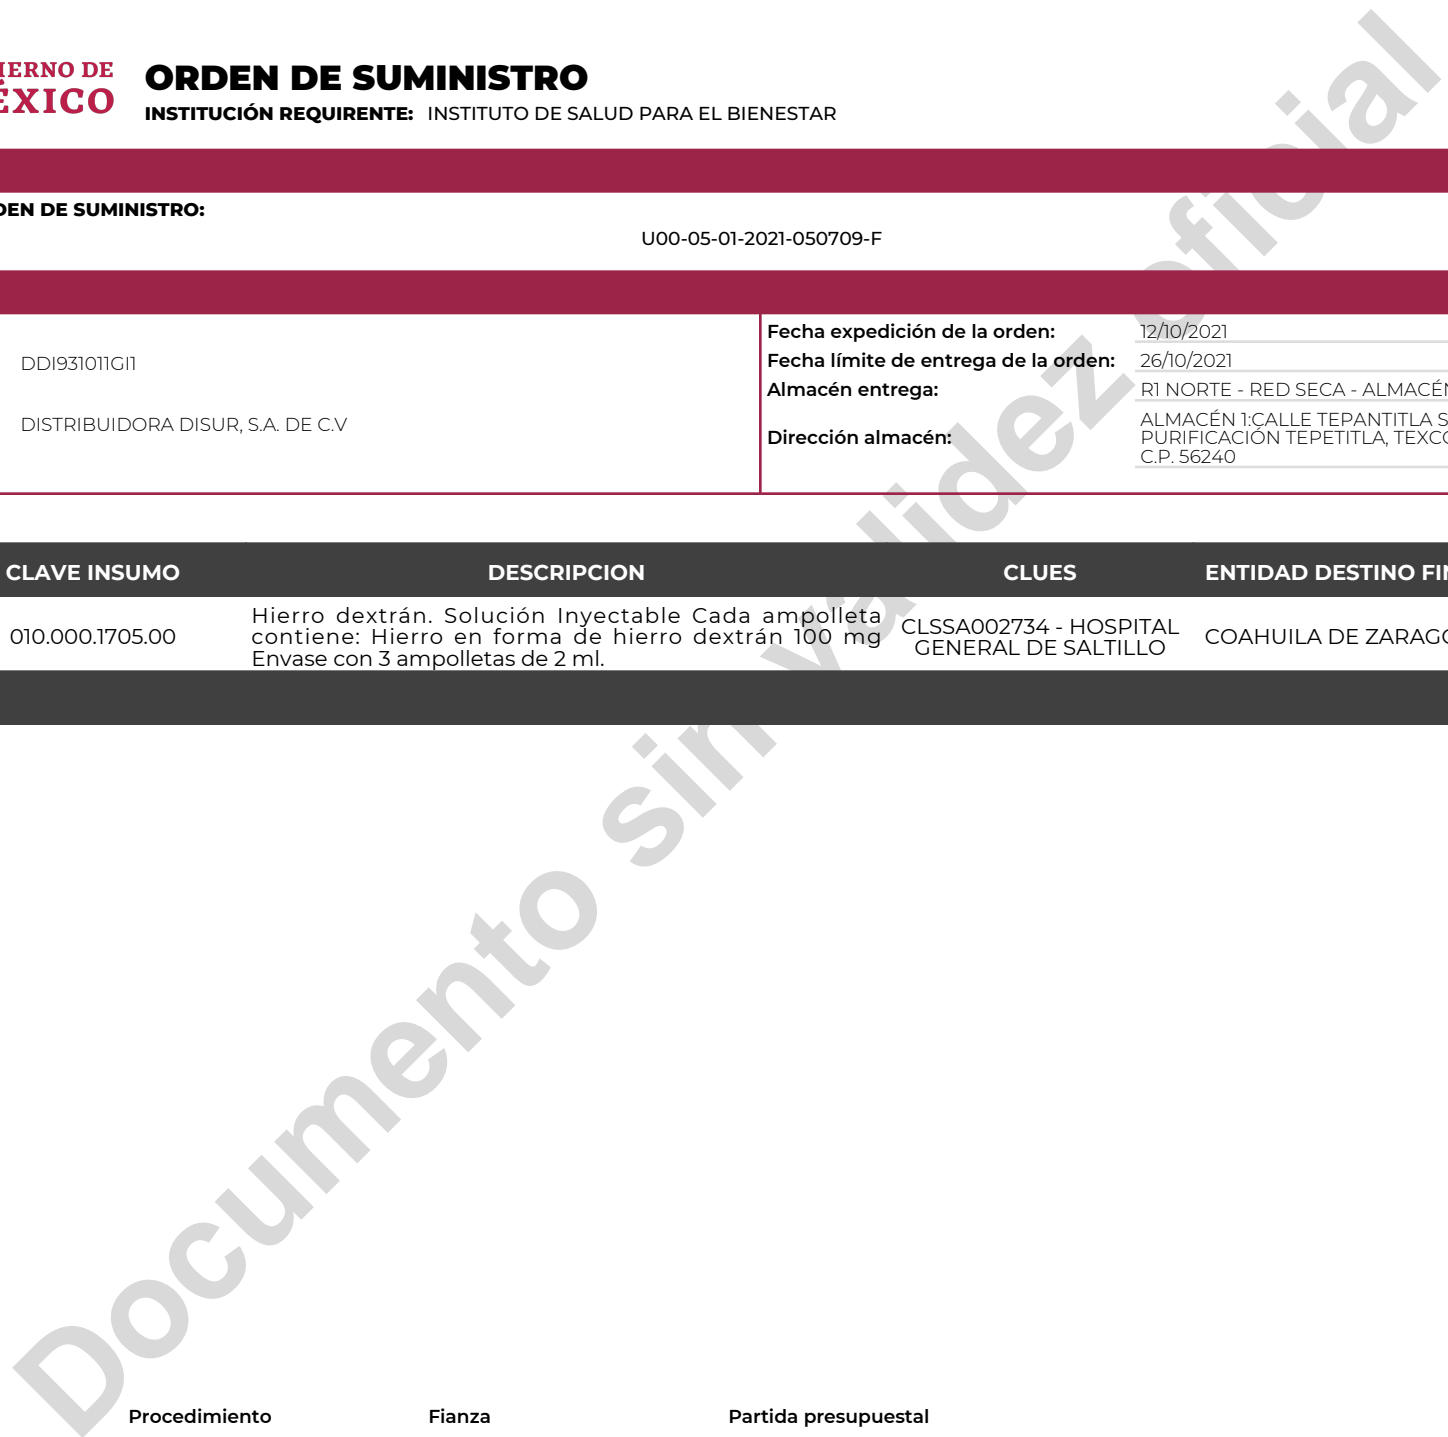 IERNO DE
ÉXICO
ORDEN DE SUMINISTRO
INSTITUCIÓN REQUIRENTE: INSTITUTO DE SALUD PARA EL BIENESTAR
DEN DE SUMINISTRO:
U00-05-01-2021-050709-F
DDI931011GI1
DISTRIBUIDORA DISUR, S.A. DE C.V
Fecha expedición de la orden: 12/10/2021
Fecha límite de entrega de la orden: 26/10/2021
Almacén entrega: R1 NORTE - RED SECA - ALMACÉN
Dirección almacén:
ALMACÉN 1:CALLE TEPANTITLA S
PURIFICACIÓN TEPETITLA, TEXCO
C.P. 56240
CLAVE INSUMO DESCRIPCION CLUES ENTIDAD DESTINO FIN
010.000.1705.00
Hierro dextrán. Solución Inyectable Cada ampolleta
contiene: Hierro en forma de hierro dextrán 100 mg
Envase con 3 ampolletas de 2 ml.
CLSSA002734 - HOSPITAL
GENERAL DE SALTILLO
COAHUILA DE ZARAGO
Documento sin validez oficial
Procedimiento Fianza Partida presupuestal